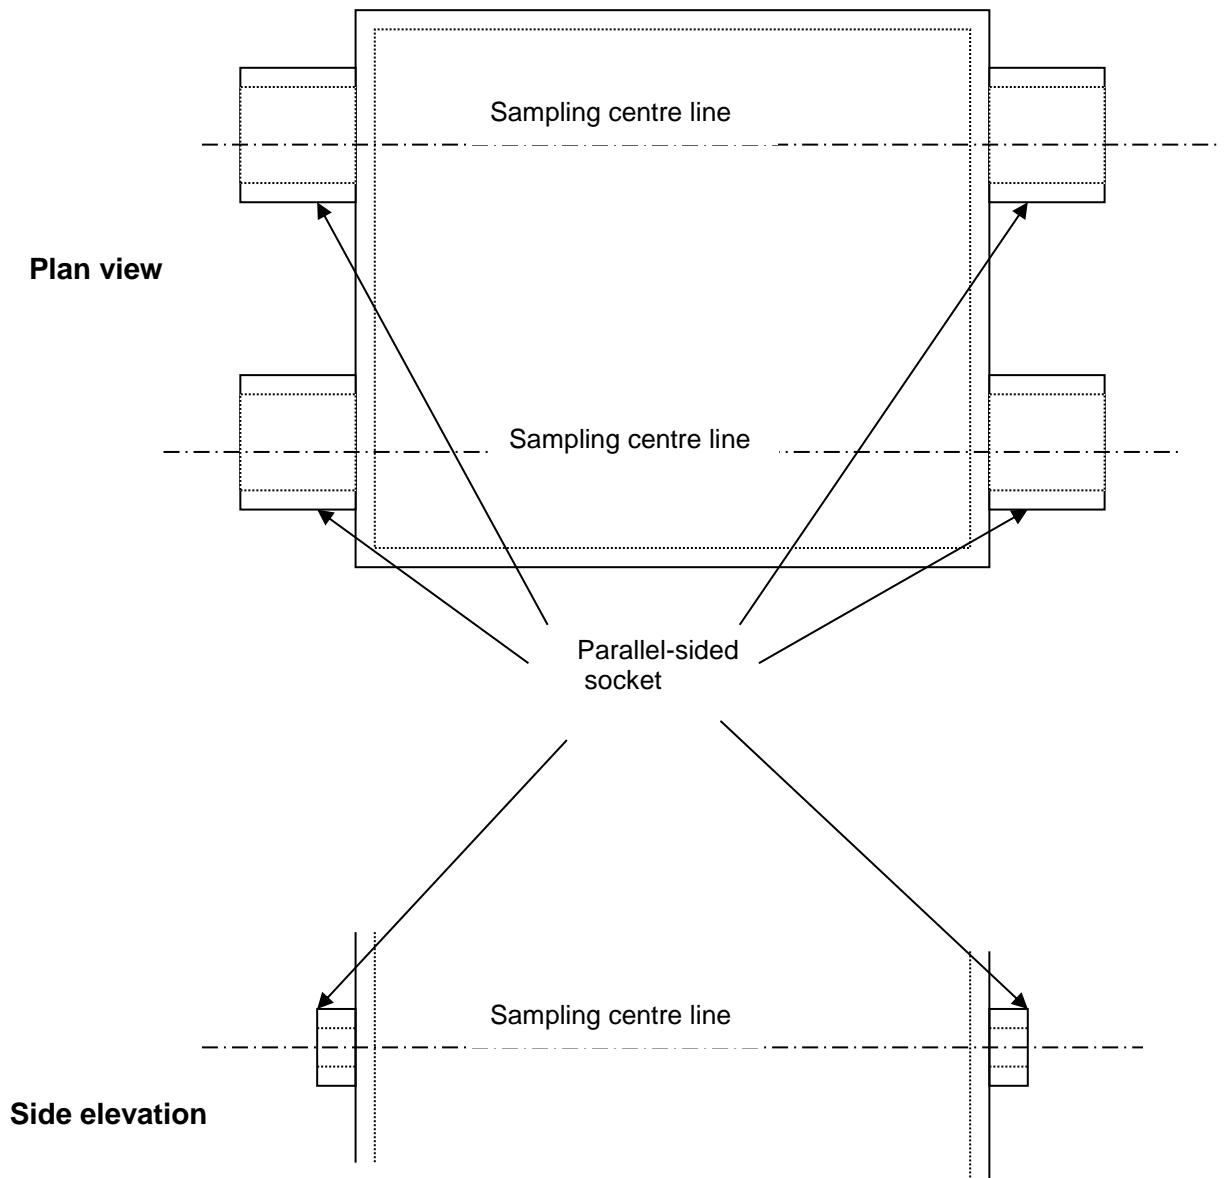 Sampling centre line
Plan view
Sampling centre line
Parallel-sided
socket
Sampling centre line
Side elevation